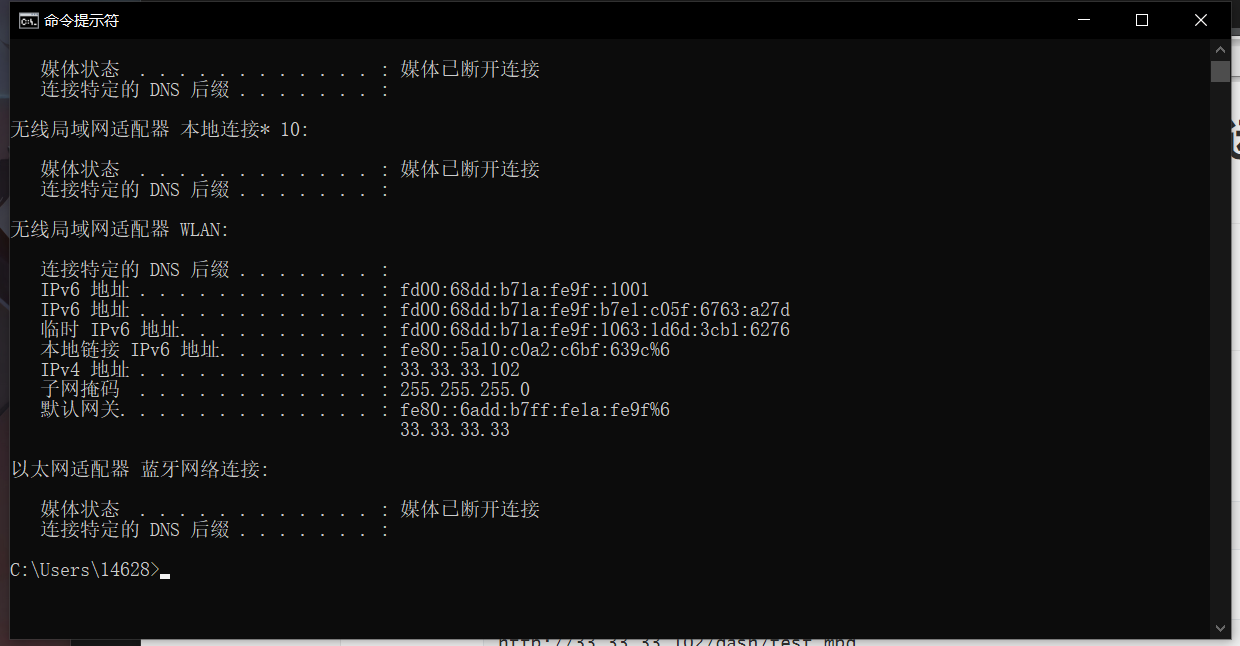 命令提示符
媒体状态 . . . . . . . . . . . . : 媒体已断开连接
连接特定的 DNS 后缀 . . . . . . . :
无线局域网适配器 本地连接* 10:
媒体状态 . . . . . . . . . . . . : 媒体已断开连接
连接特定的 DNS 后缀 . . . . . . . :
无线局域网适配器 WLAN:
连接特定的 DNS 后缀 . . . . . . . :
IPv6 地址 . . . . . . . . . . . . : fd00:68dd:b71a:fe9f::1001
IPv6 地址 . . . . . . . . . . . . : fd00:68dd:b71a:fe9f:b7e1:c05f:6763:a27d
临时 IPv6 地址. . . . . . . . . . : fd00:68dd:b71a:fe9f:1063:1d6d:3cb1:6276
本地链接 IPv6 地址. . . . . . . . : fe80::5a10:c0a2:c6bf:639c%6
IPv4 地址 . . . . . . . . . . . . : 33.33.33.102
子网掩码 . . . . . . . . . . . . : 255.255.255.0
默认网关. . . . . . . . . . . . . : fe80::6add:b7ff:fe1a:fe9f%6
33.33.33.33
以太网适配器 蓝牙网络连接:
媒体状态 . . . . . . . . . . . . : 媒体已断开连接
连接特定的 DNS 后缀 . . . . . . . :
C:\Users\14628>
http://33.33.33.102/dash/test.mpd